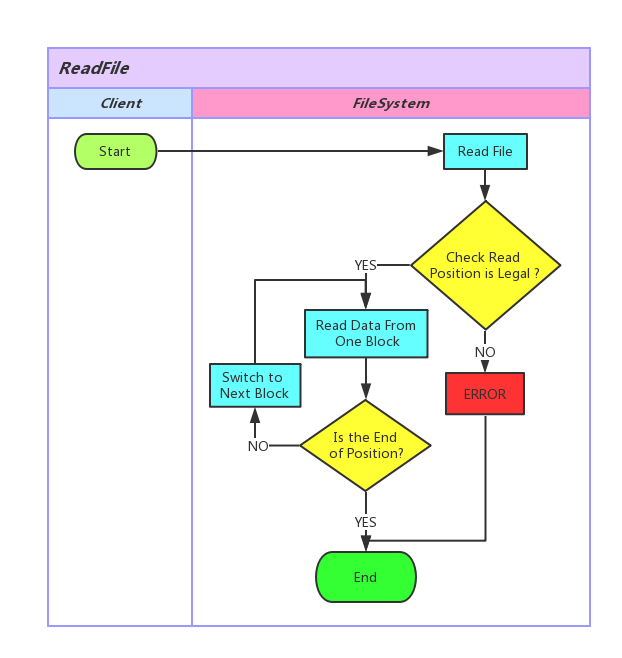 ReadFile
Client
FileSystem
Start
Read File
Check Read
Position is Legal ?
YES
Read Data From
One Block
NO
Switch to
Next Block
ERROR
Is the End
of Position?
NO
YES
End